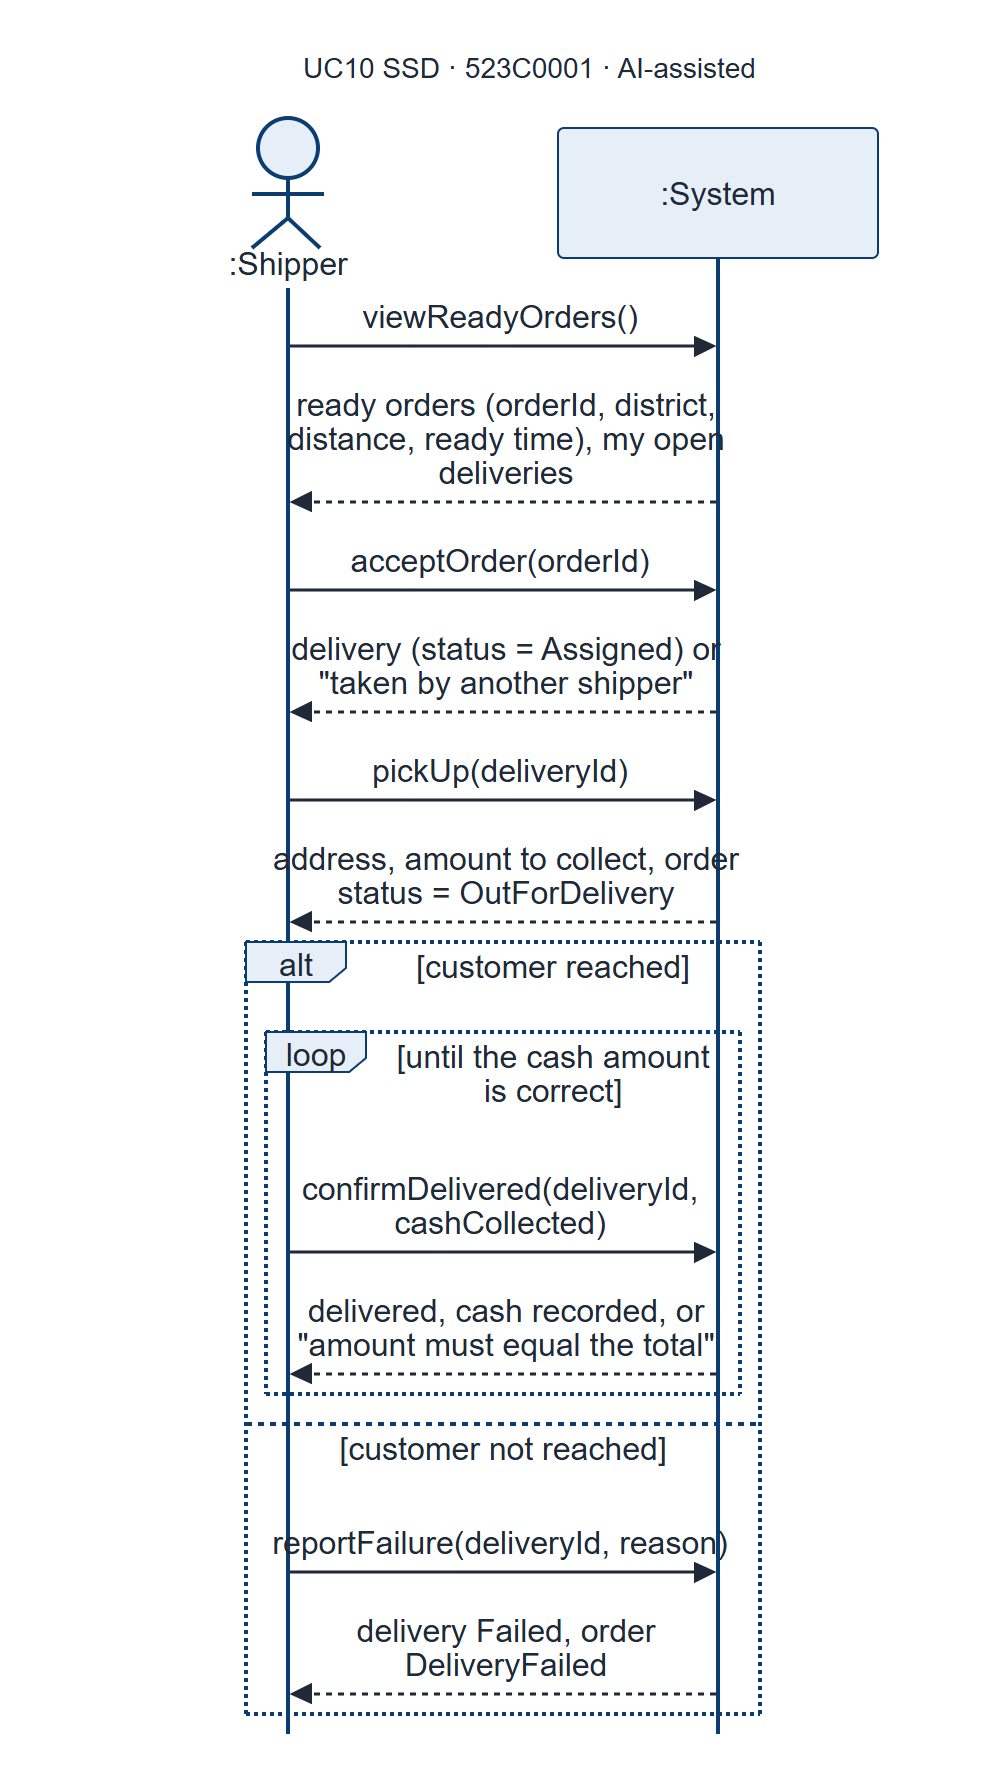 UC10 SSD · 523C0001 · AI-assisted
:System
:Shipper
viewReadyOrders()
ready orders (orderId, district,
distance, ready time), my open
deliveries
acceptOrder(orderId)
delivery (status = Assigned) or
"taken by another shipper"
pickUp(deliveryId)
address, amount to collect, order
status = OutForDelivery
alt
[customer reached]
loop
[until the cash amount
is correct]
confirmDelivered(deliveryId,
cashCollected)
delivered, cash recorded, or
"amount must equal the total"
[customer not reached]
reportFailure(deliveryId, reason)
delivery Failed, order
DeliveryFailed